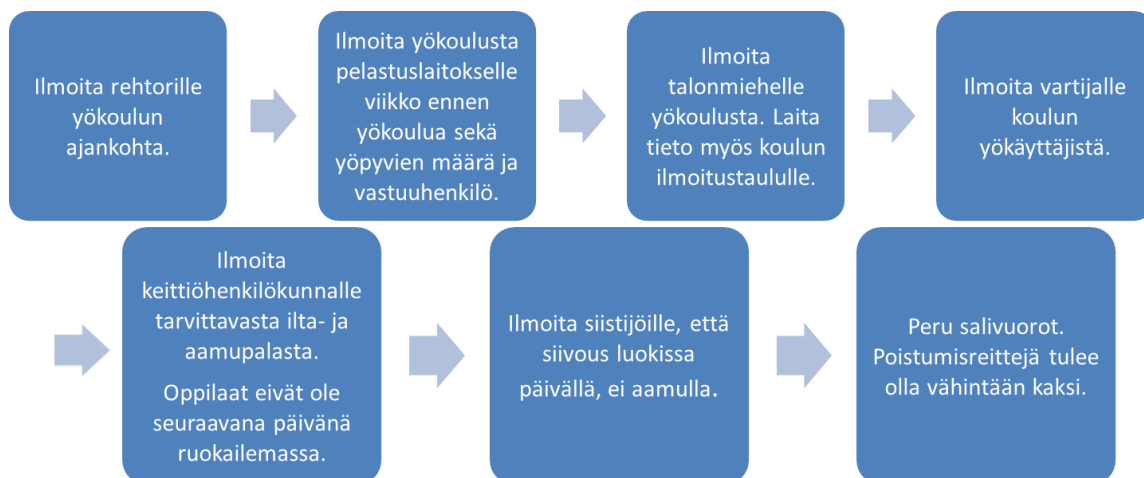 Ilmoita rehtorille
yökoulun
ajankohta.
Ilmoita yökoulusta
pelastuslaitokselle
viikko ennen
yökoulua sekä
yöpyvien määrä ja
vastuuhenkilö.
Ilmoita
talonmiehelle
yökoulusta. Laita
tieto myös koulun
ilmoitustaululle.
Ilmoita vartijalle
koulun
yökäyttäjistä.
Ilmoita
keittiöhenkilökunnalle
tarvittavasta ilta- ja
aamupalasta.
Oppilaat eivät ole
seuraavana päivänä
ruokailemassa.
Ilmoita siistijöille, että
siivous luokissa
päivällä, ei aamulla.
Peru salivuorot.
Poistumisreittejä tulee
olla vähintään kaksi.